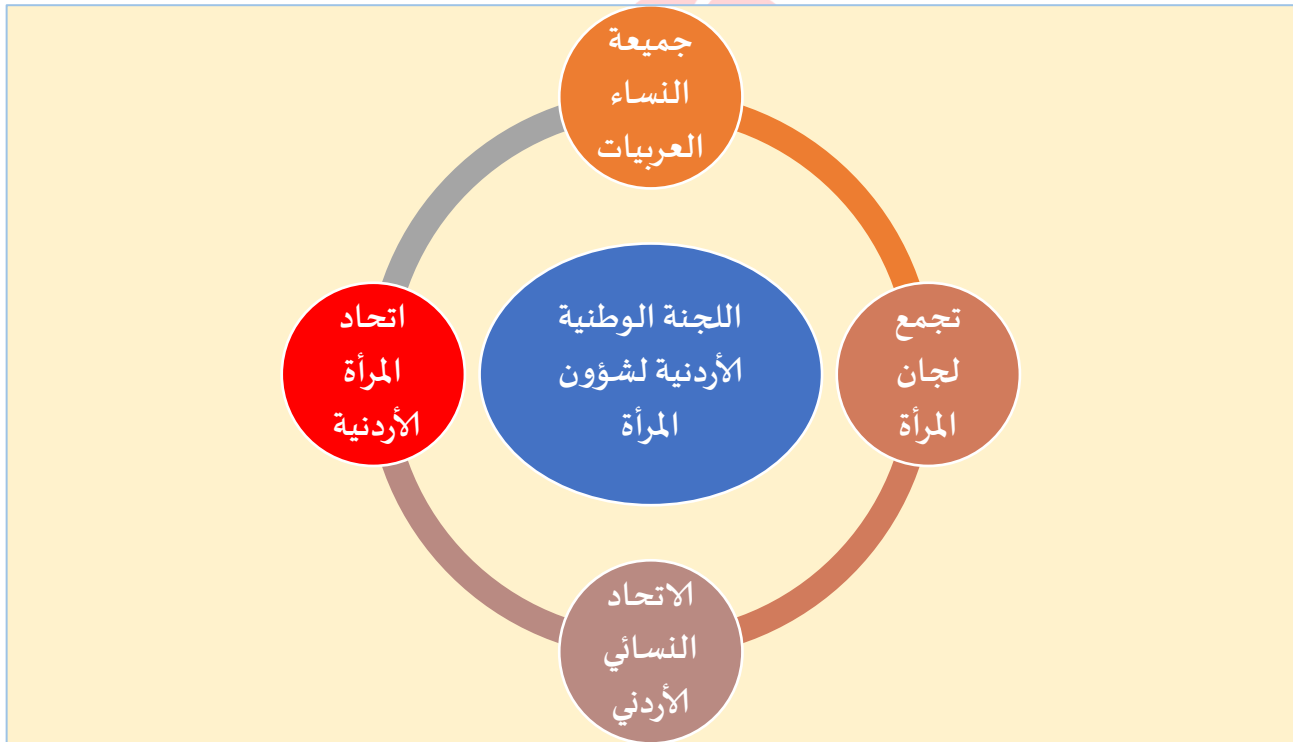 جميعة
النساء
العربيات
اللجنة الوطنية
الأردنية لشؤون
المرأة
تجمع
لجان
المرأة
اتحاد
المرأة
الأردنية
الاتحاد
النسائي
الأردني